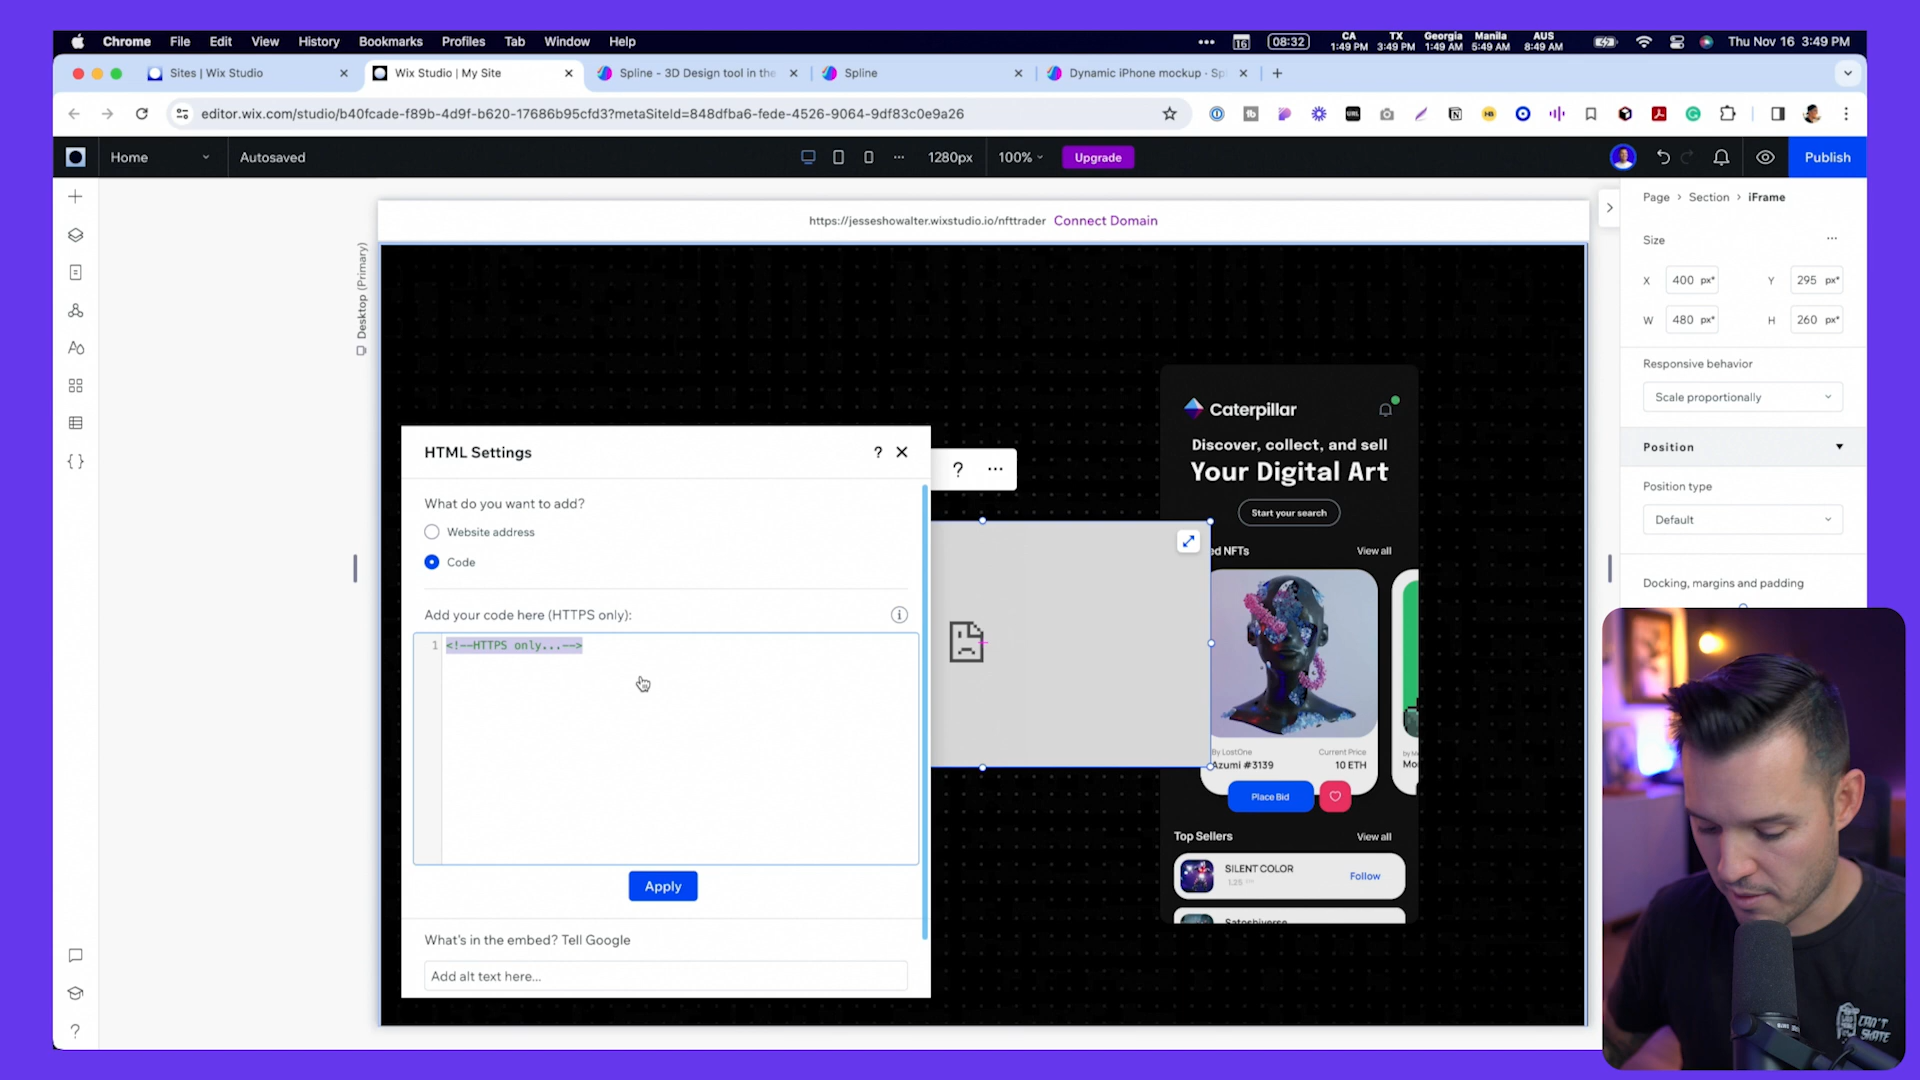 Chrome File Edit View History Bookmarks Profiles Tab Window Help
16 08:32 CA 1:49 PM TX 3:49 PM Georgia 1:49 AM Manila 5:49 AM AUS 8:49 AM Thu Nov 16 3:49 PM
Sites | Wix Studio Wix Studio | My Site Spline - 3D Design tool in the Spline Dynamic iPhone mockup · Spl
editor.wix.com/studio/b40fcade-f89b-4d9f-b620-17686b95cfd3?metaSiteId=848dfba6-fede-4526-9064-9df83c0e9a26
Home Autosaved 1280px 100% Upgrade Publish
https://jesseshowalter.wixstudio.io/nfttrader Connect Domain
Desktop (Primary)
Page > Section > iFrame
Size
X 400 px* Y 295 px*
W 480 px* H 260 px*
Responsive behavior
Scale proportionally
Position
Position type
Default
Docking, margins and padding
HTML Settings ?
What do you want to add?
Website address
Code
Add your code here (HTTPS only):
1 <!--HTTPS only...-->
Apply
What's in the embed? Tell Google
Add alt text here...
? ···
Caterpillar
Discover, collect, and sell
Your Digital Art
Start your search
ed NFTs View all
By LostOne Current Price
Azumi #3139 10 ETH
by M
Mo
Place Bid
Top Sellers View all
SILENT COLOR
1.25
Follow
Satoshiverse
CAN'T
SKATE